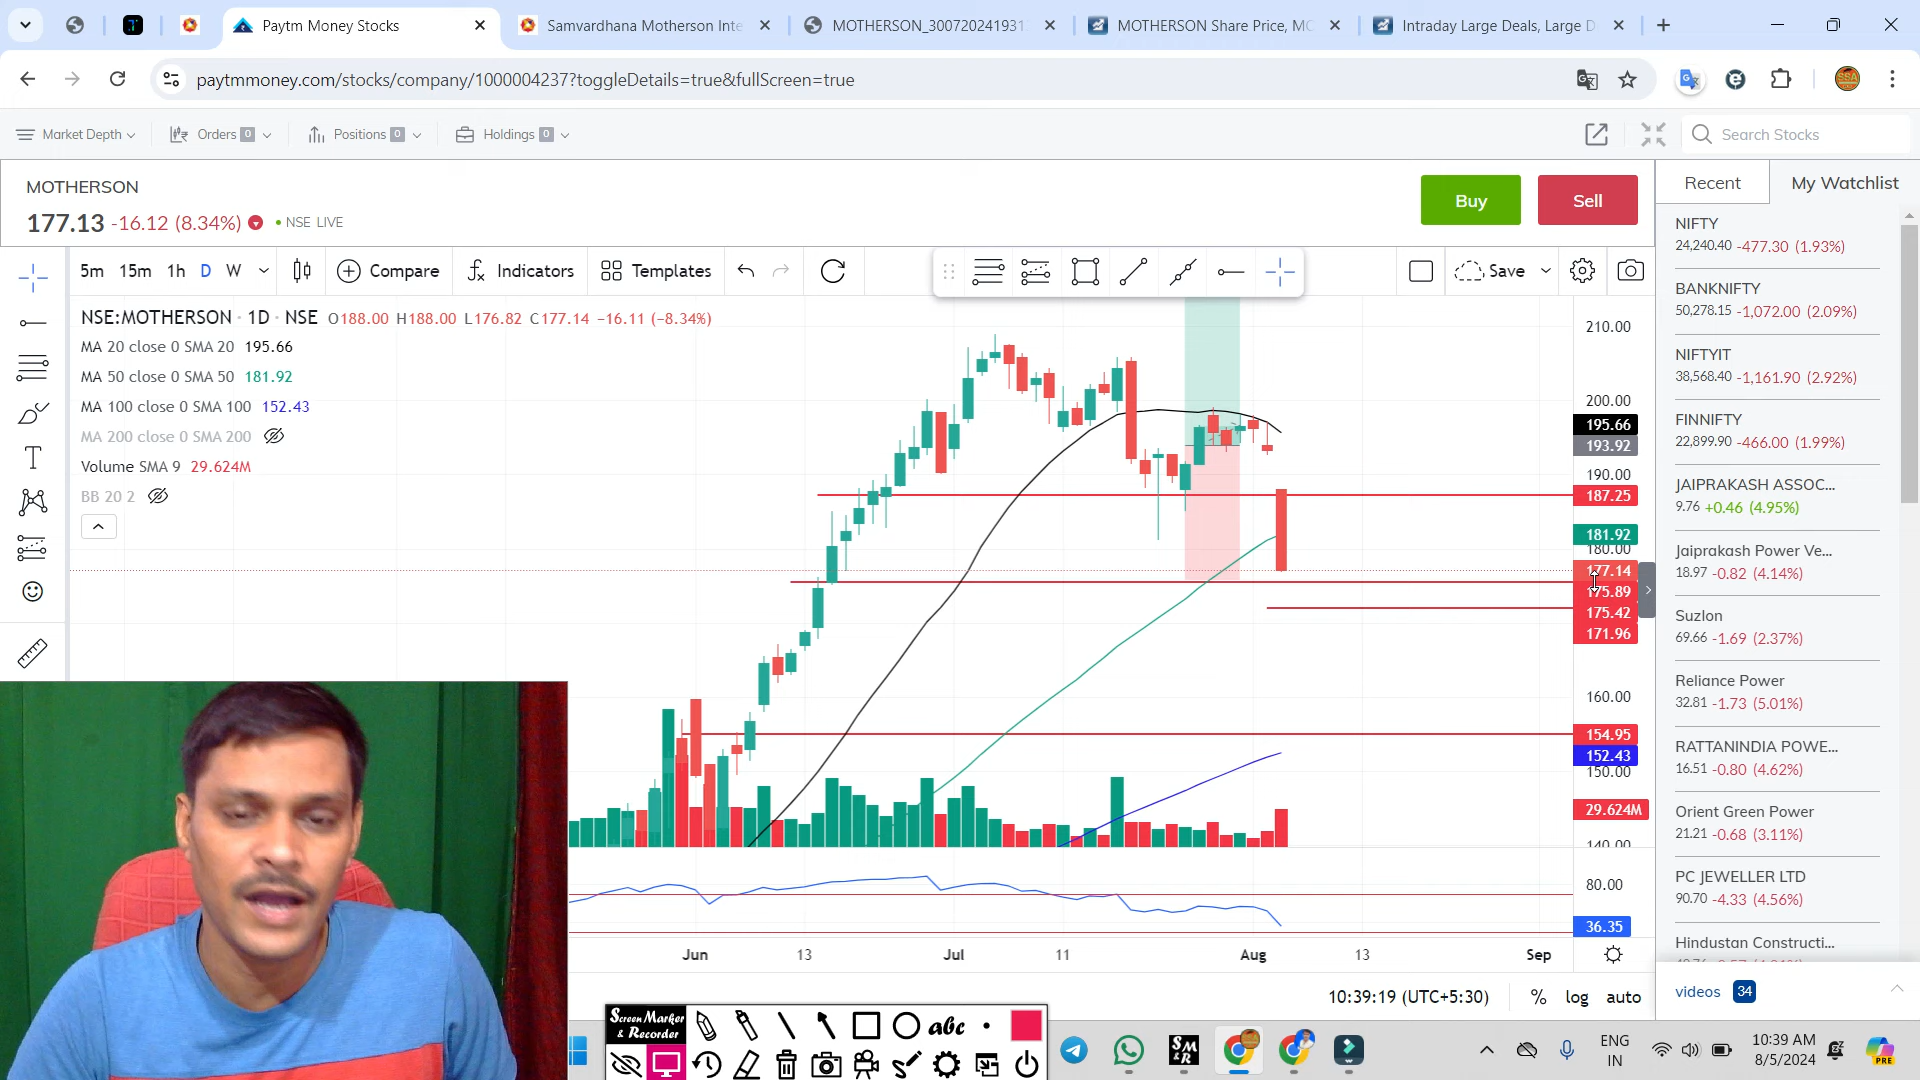 Paytm Money Stocks
Samvardhana Motherson Inte
MOTHERSON_300720241931
MOTHERSON Share Price, MO
Intraday Large Deals, Large D
paytmmoney.com/stocks/company/1000004237?toggleDetails=true&fullScreen=true
Market Depth
Orders 0
Positions 0
Holdings 0
Search Stocks
MOTHERSON
177.13 -16.12 (8.34%) NSE LIVE
Buy
Sell
Recent
My Watchlist
5m 15m 1h D W
Compare
Indicators
Templates
Save
NSE:MOTHERSON · 1D · NSE O188.00 H188.00 L176.82 C177.14 −16.11 (−8.34%)
MA 20 close 0 SMA 20 195.66
MA 50 close 0 SMA 50 181.92
MA 100 close 0 SMA 100 152.43
MA 200 close 0 SMA 200
Volume SMA 9 29.624M
BB 20 2
210.00
200.00
195.66
193.92
190.00
187.25
181.92
180.00
177.14
175.89
175.42
171.96
160.00
154.95
152.43
150.00
29.624M
140.00
80.00
36.35
Jun 13 Jul 11 Aug 13 Sep
10:39:19 (UTC+5:30) % log auto
NIFTY
24,240.40 -477.30 (1.93%)
BANKNIFTY
50,278.15 -1,072.00 (2.09%)
NIFTYIT
38,568.40 -1,161.90 (2.92%)
FINNIFTY
22,899.90 -466.00 (1.99%)
JAIPRAKASH ASSOC...
9.76 +0.46 (4.95%)
Jaiprakash Power Ve...
18.97 -0.82 (4.14%)
Suzlon
69.66 -1.69 (2.37%)
Reliance Power
32.81 -1.73 (5.01%)
RATTANINDIA POWE...
16.51 -0.80 (4.62%)
Orient Green Power
21.21 -0.68 (3.11%)
PC JEWELLER LTD
90.70 -4.33 (4.56%)
Hindustan Constructi...
videos 34
Screen Marker
& Recorder
abc
SM
&R
ENG
IN
10:39 AM
8/5/2024
PRE